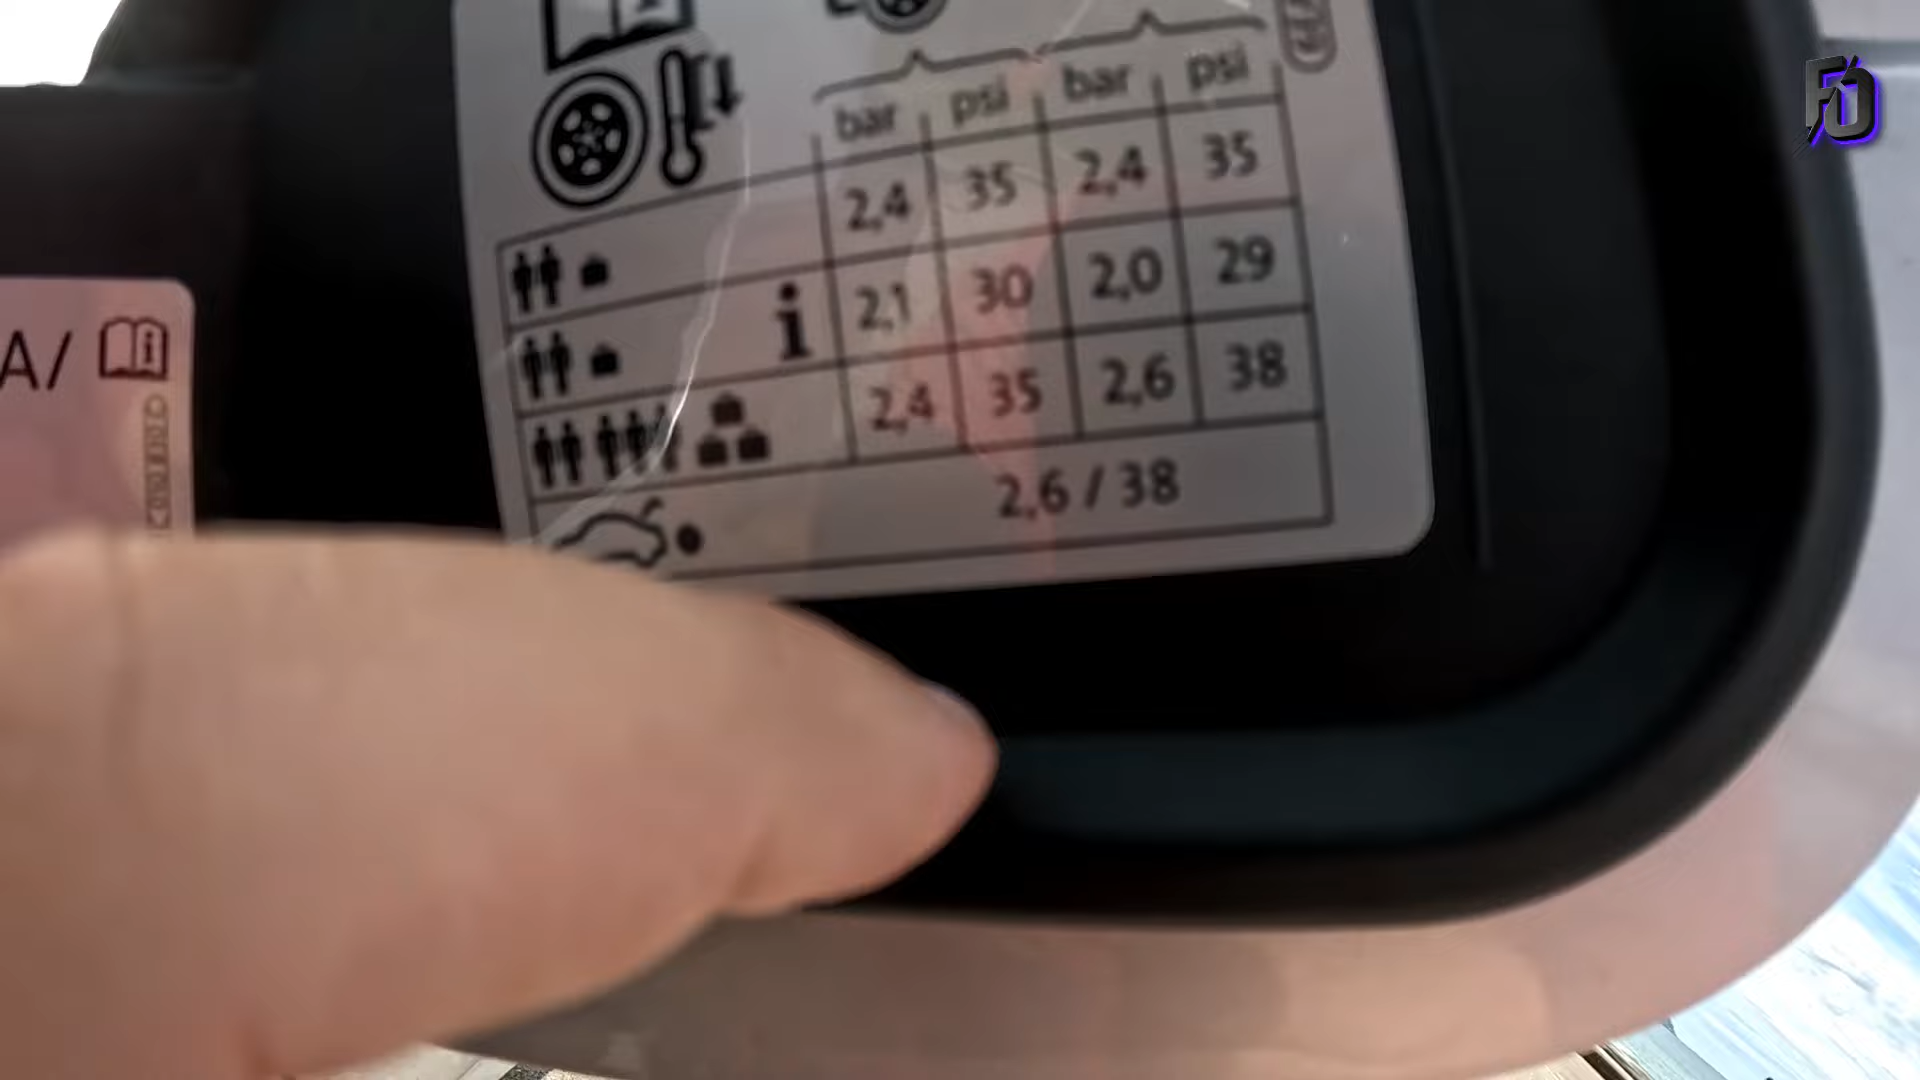 bar psi bar psi
2,4 35 2,4 35
i 2,1 30 2,0 29
2,4 35 2,6 38
2,6 / 38
A/ i
FO